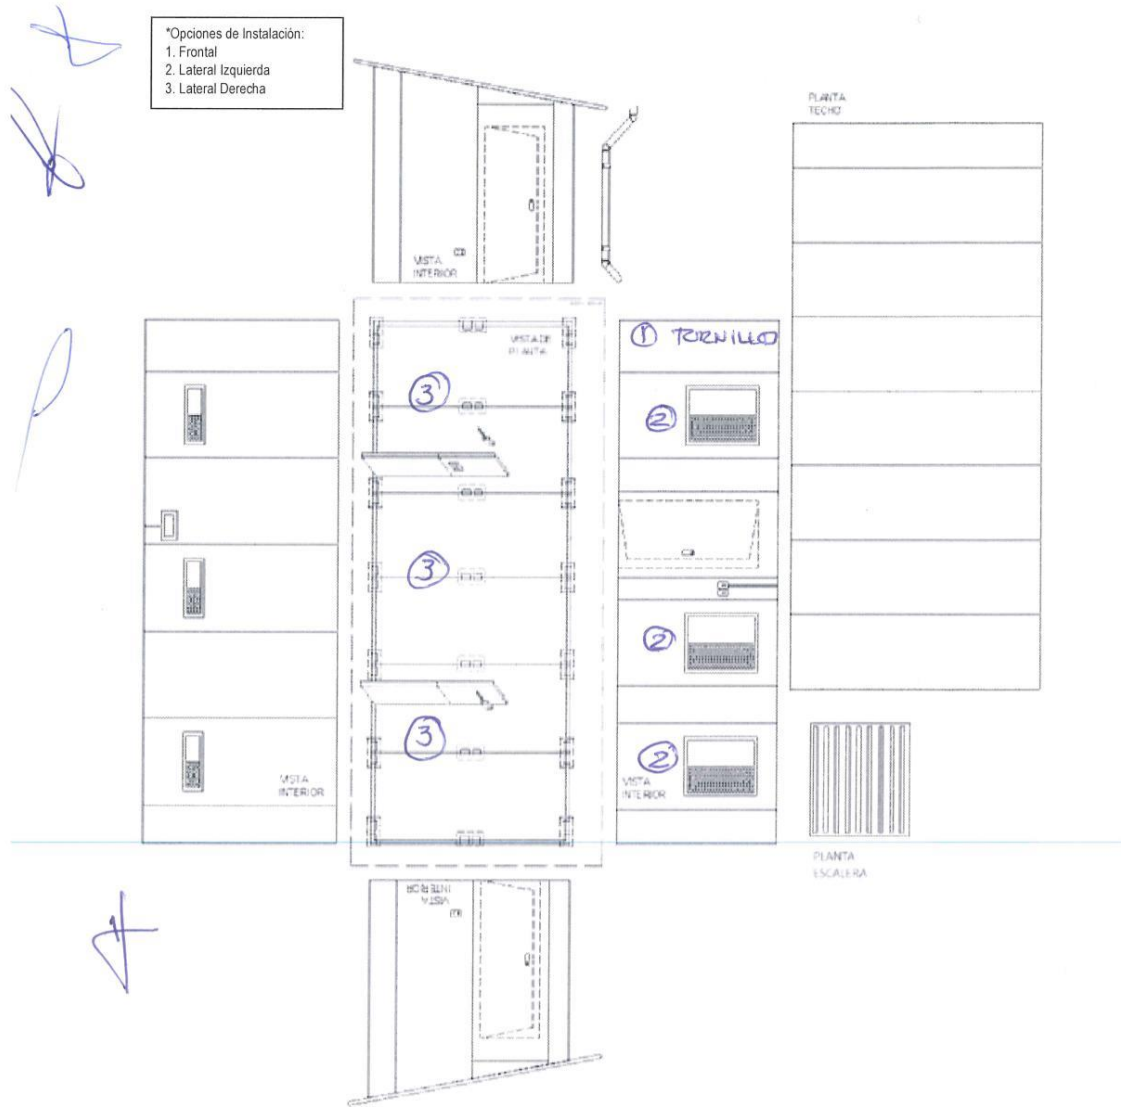 *Opciones de Instalación:
1. Frontal
2. Lateral Izquierda
3. Lateral Derecha
PLANTA
TECHO
VISTA
INTERIOR
VISTA DE
PLANTA
① TORNILLO
③
②
③
②
③
②
VISTA
INTERIOR
VISTA
INTERIOR
PLANTA
ESCALERA
VISTA
INTERIOR